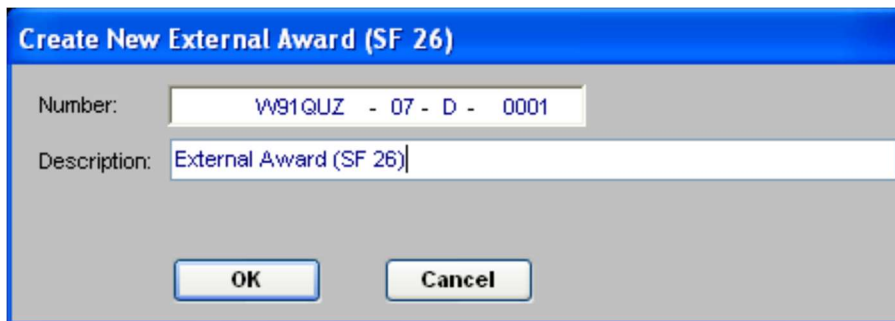 Create New External Award (SF 26)
Number: W91QUZ - 07 - D - 0001
Description: External Award (SF 26)
OK Cancel